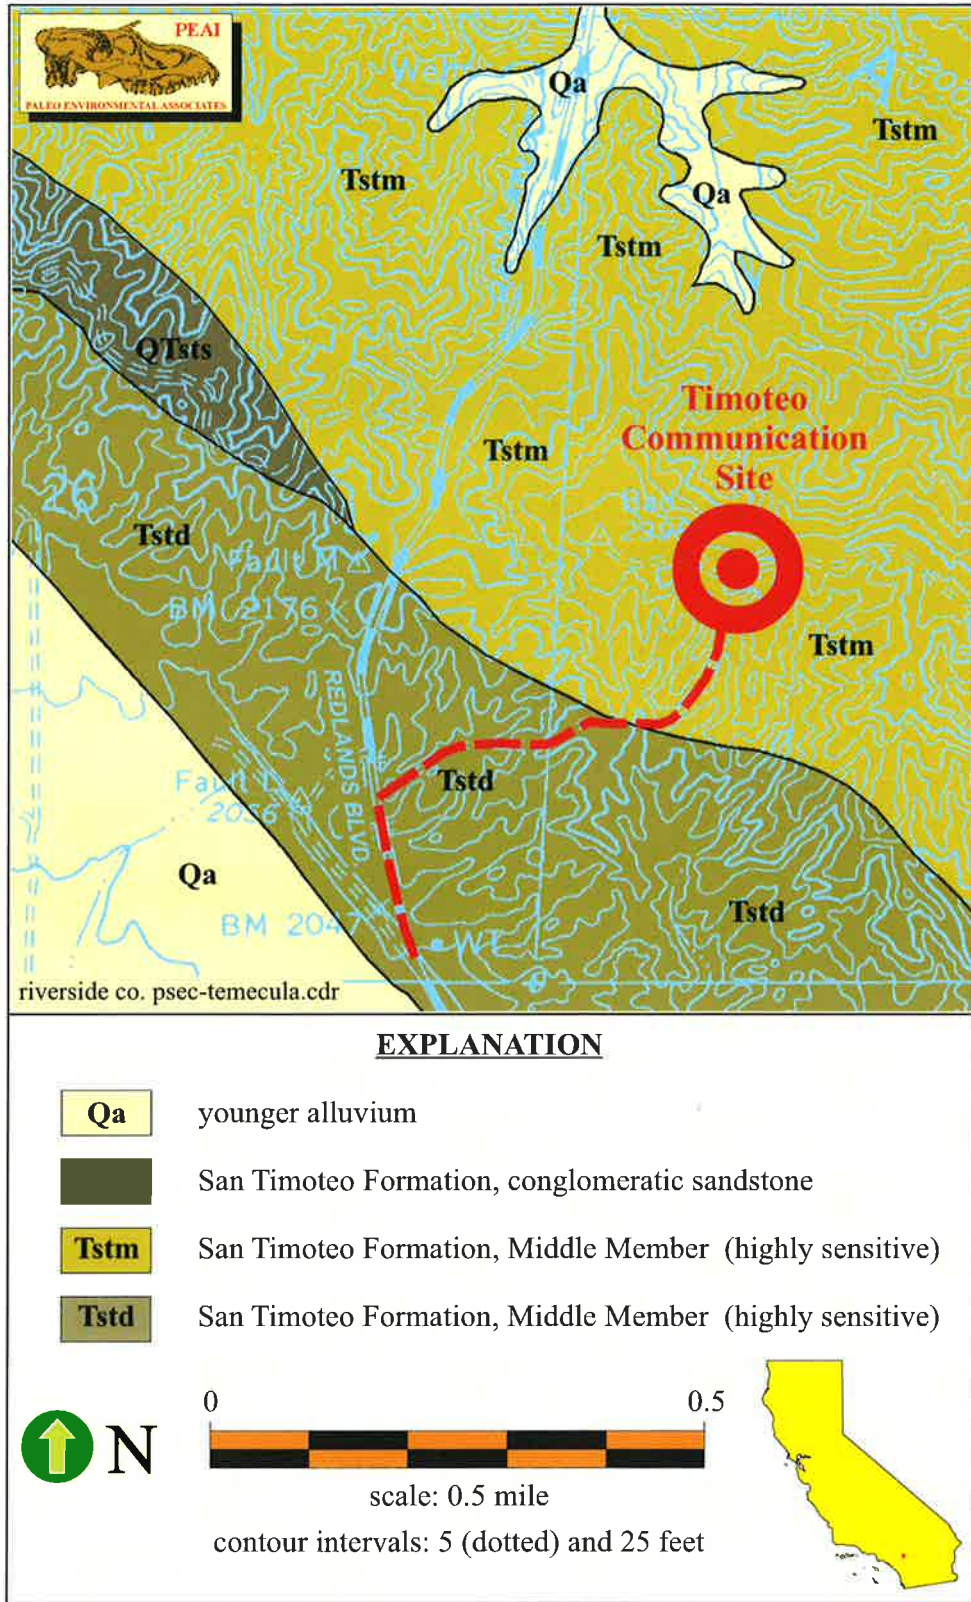 PEAI
PALEO ENVIRONMENTAL ASSOCIATES
Qa
Tstm
Tstm
Qa
Tstm
QTsts
Timoteo
Communication
Site
Tstm
26
Tstd
Fault M
BM 2176 X
Tstm
REDLANDS BLVD
Tstd
2056
Qa
Tstd
BM 2047
WT
riverside co. psec-temecula.cdr
EXPLANATION
Qa younger alluvium
San Timoteo Formation, conglomeratic sandstone
Tstm San Timoteo Formation, Middle Member (highly sensitive)
Tstd San Timoteo Formation, Middle Member (highly sensitive)
0 0.5
N
scale: 0.5 mile
contour intervals: 5 (dotted) and 25 feet